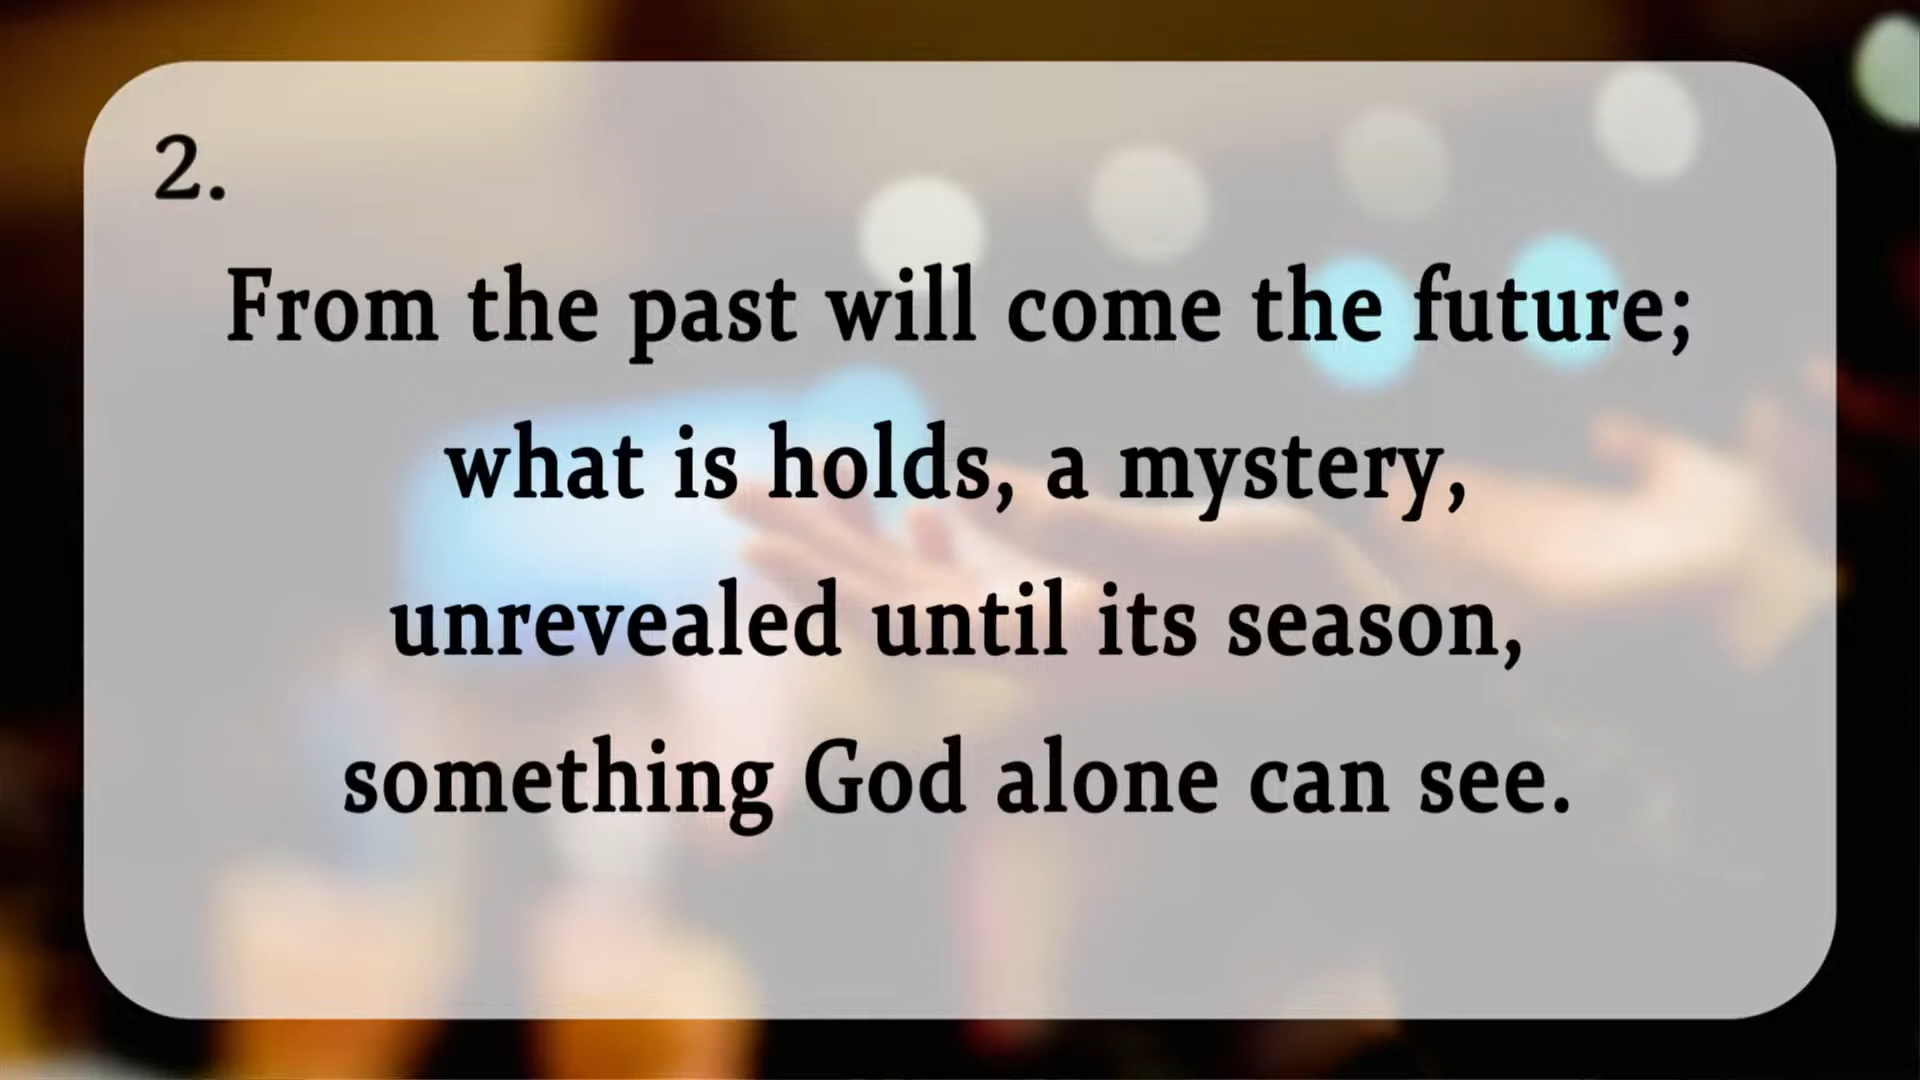 2.
From the past will come the future;
what is holds, a mystery,
unrevealed until its season,
something God alone can see.